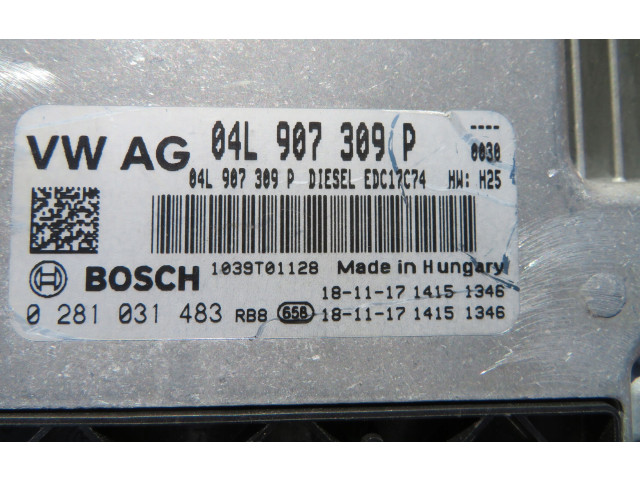 VW AG 04L 907 309 P ----
0030
04L 907 309 P DIESEL EDC17C74 HW: H25
BOSCH 1039T01128 Made in Hungary
18-11-17 1415 1346
0 281 031 483 RB8 658 18-11-17 1415 1346